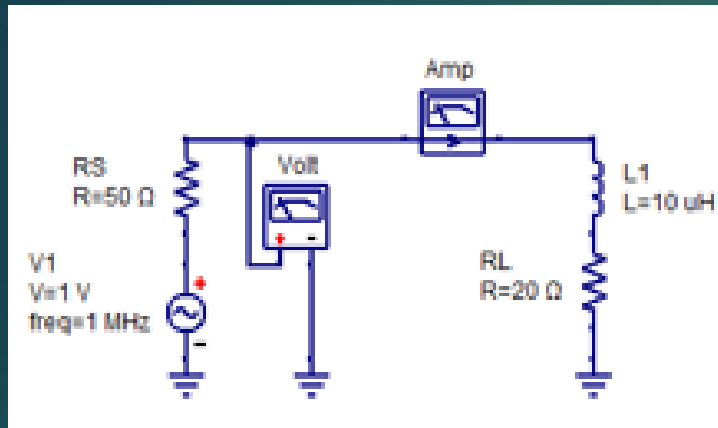 Amp
RS
R=50 Ω
Volt
+ -
L1
L=10 uH
V1
V=1 V
freq=1 MHz
+
-
RL
R=20 Ω